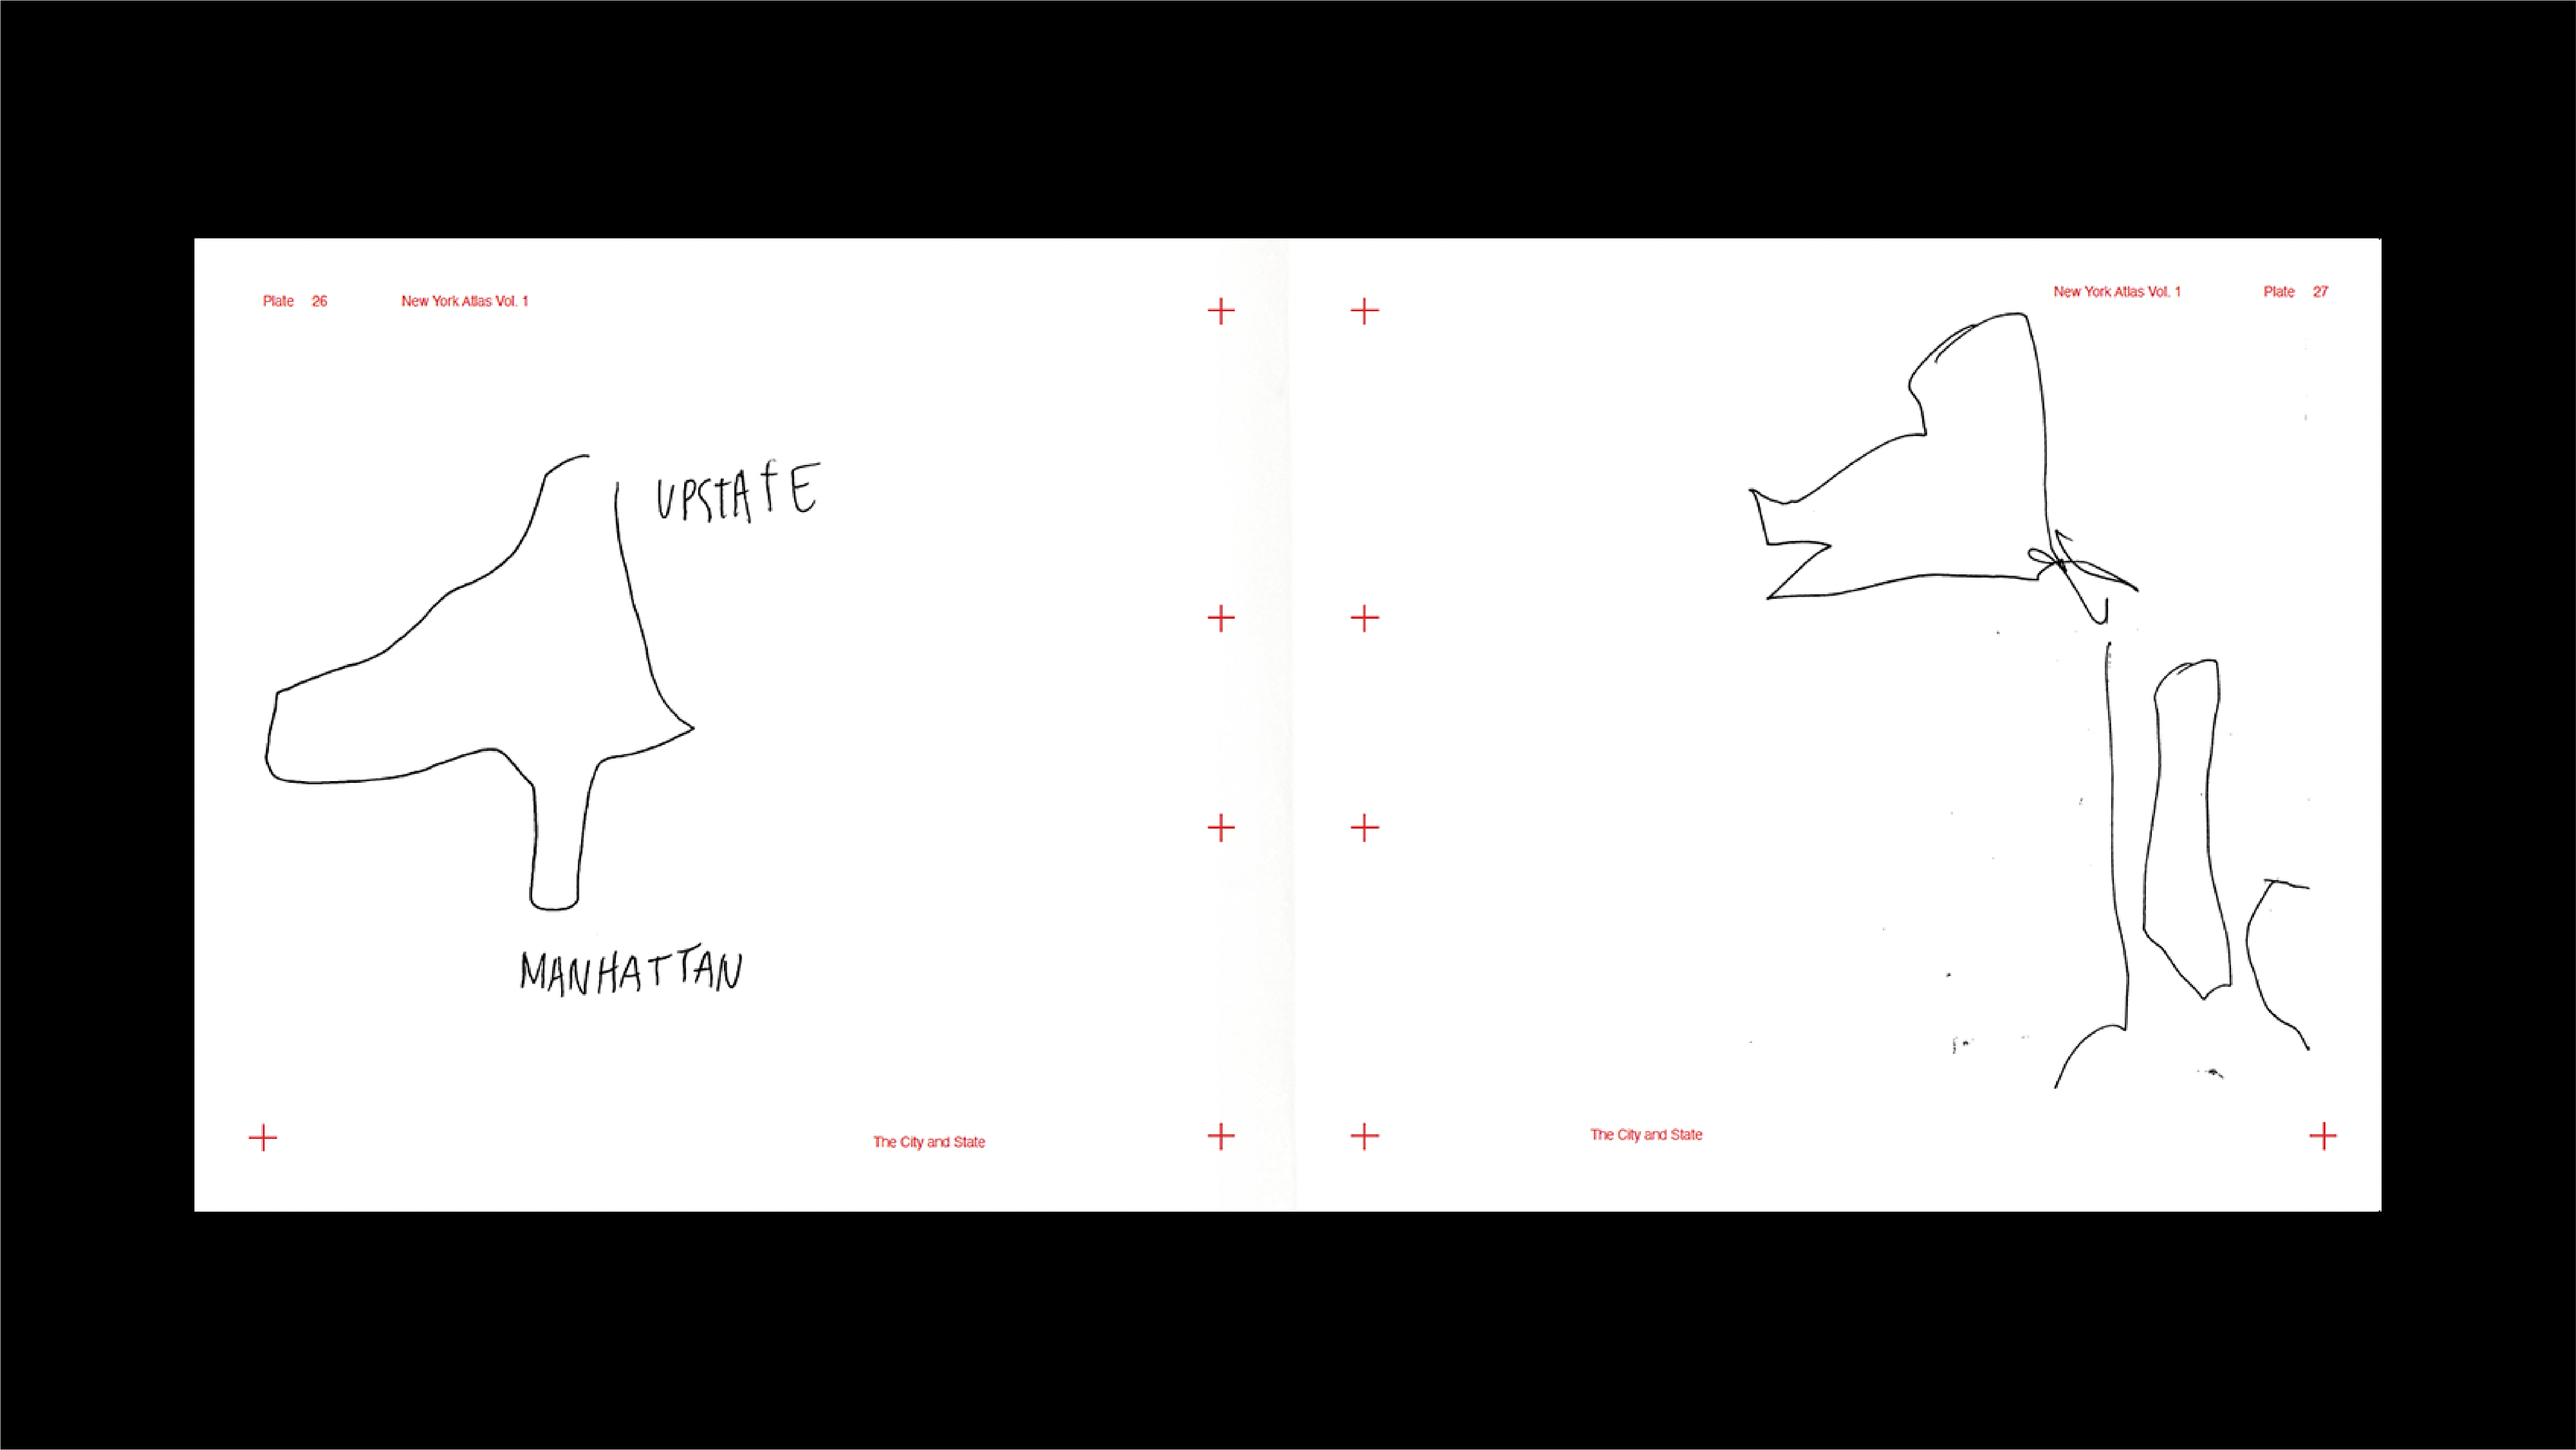 Plate 26 New York Atlas Vol. 1
UPSTATE
MANHATTAN
The City and State
New York Atlas Vol. 1 Plate 27
The City and State